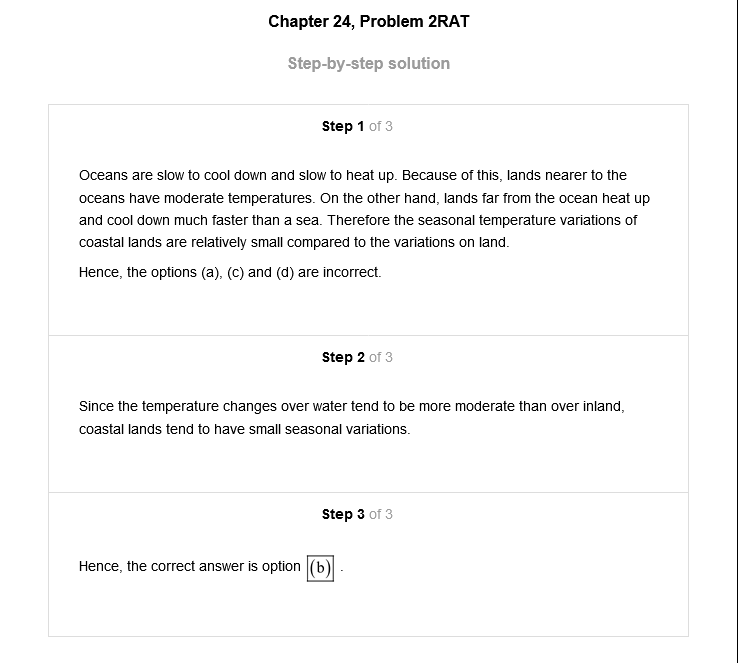 Chapter 24, Problem 2RAT
Step-by-step solution
Step 1 of 3
Oceans are slow to cool down and slow to heat up. Because of this, lands nearer to the
oceans have moderate temperatures. On the other hand, lands far from the ocean heat up
and cool down much faster than a sea. Therefore the seasonal temperature variations of
coastal lands are relatively small compared to the variations on land.
Hence, the options (a), (c) and (d) are incorrect.
Step 2 of 3
Since the temperature changes over water tend to be more moderate than over inland,
coastal lands tend to have small seasonal variations.
Step 3 of 3
Hence, the correct answer is option (b) .